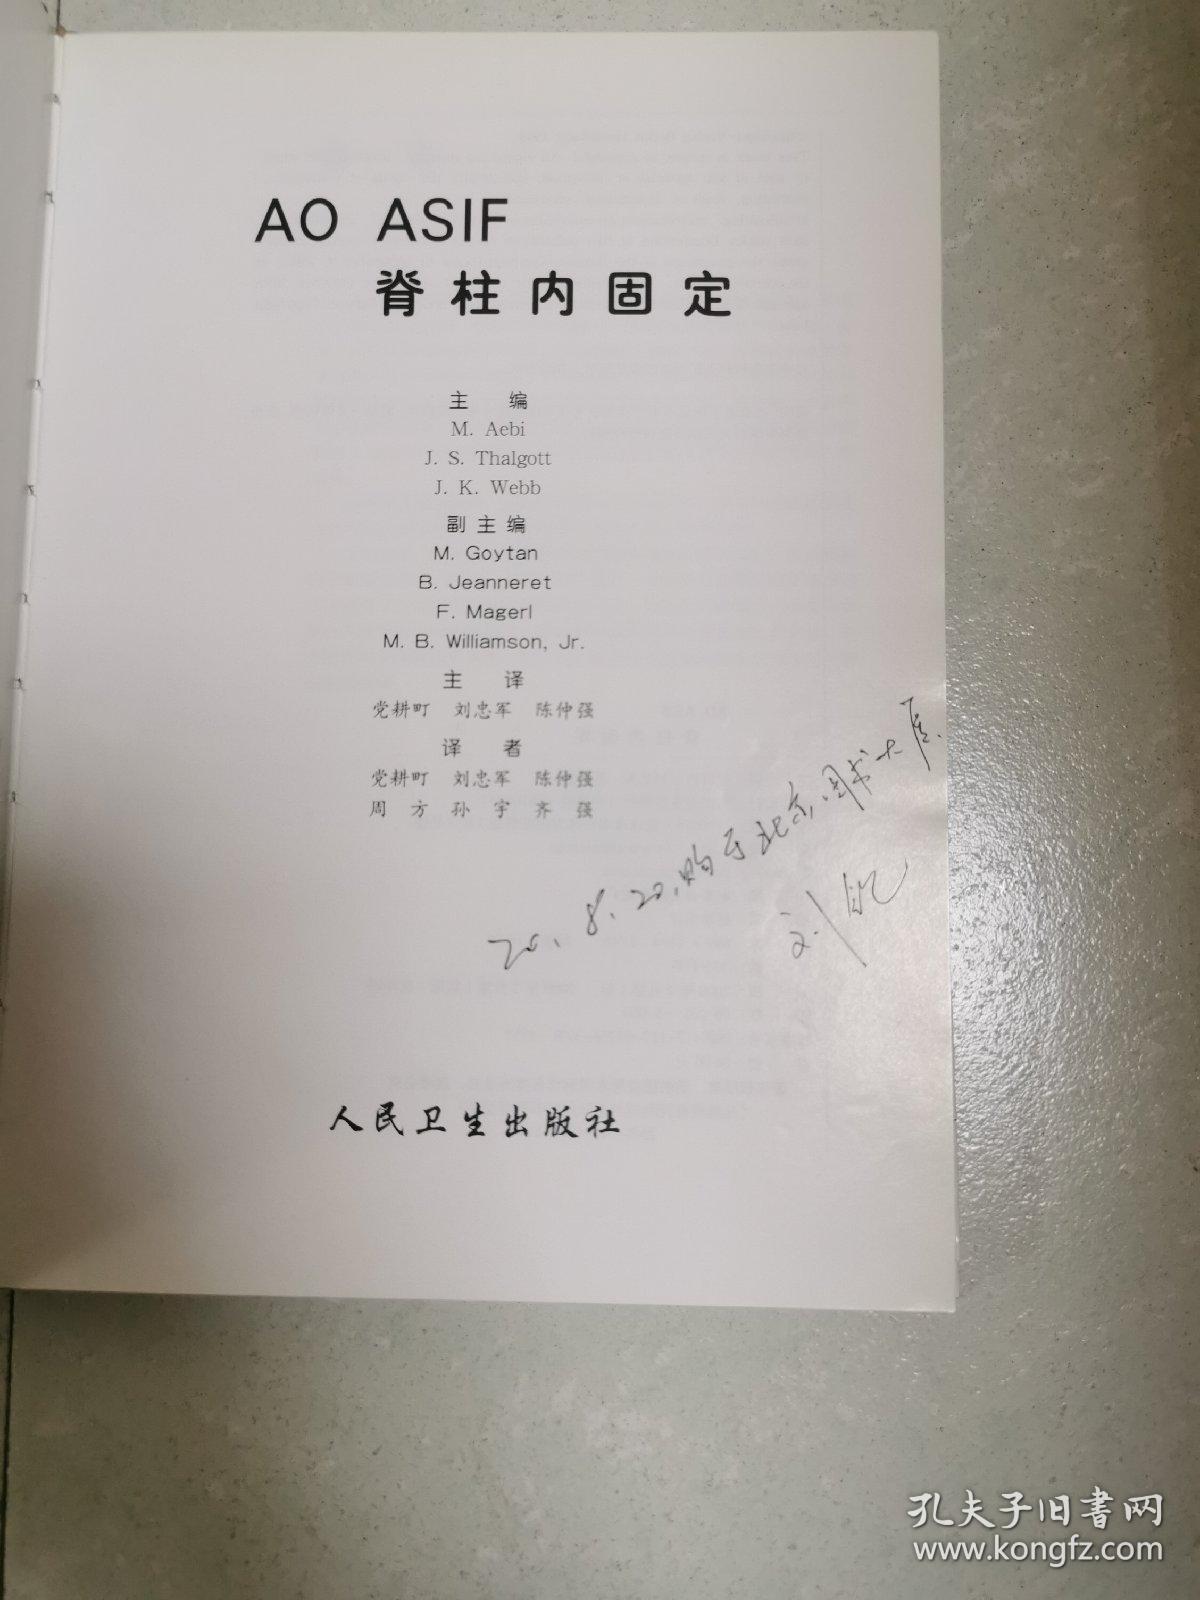 AO ASIF
脊柱内固定
主 编
M. Aebi
J. S. Thalgott
J. K. Webb
副主编
M. Goytan
B. Jeanneret
F. Magerl
M. B. Williamson, Jr.
主 译
党耕町 刘忠军 陈仲强
译 者
党耕町 刘忠军 陈仲强
周 方 孙 宇 齐 强
20、8、20、购于北京图书大厦
刘
人民卫生出版社
孔夫子旧书网
www.kongfz.com